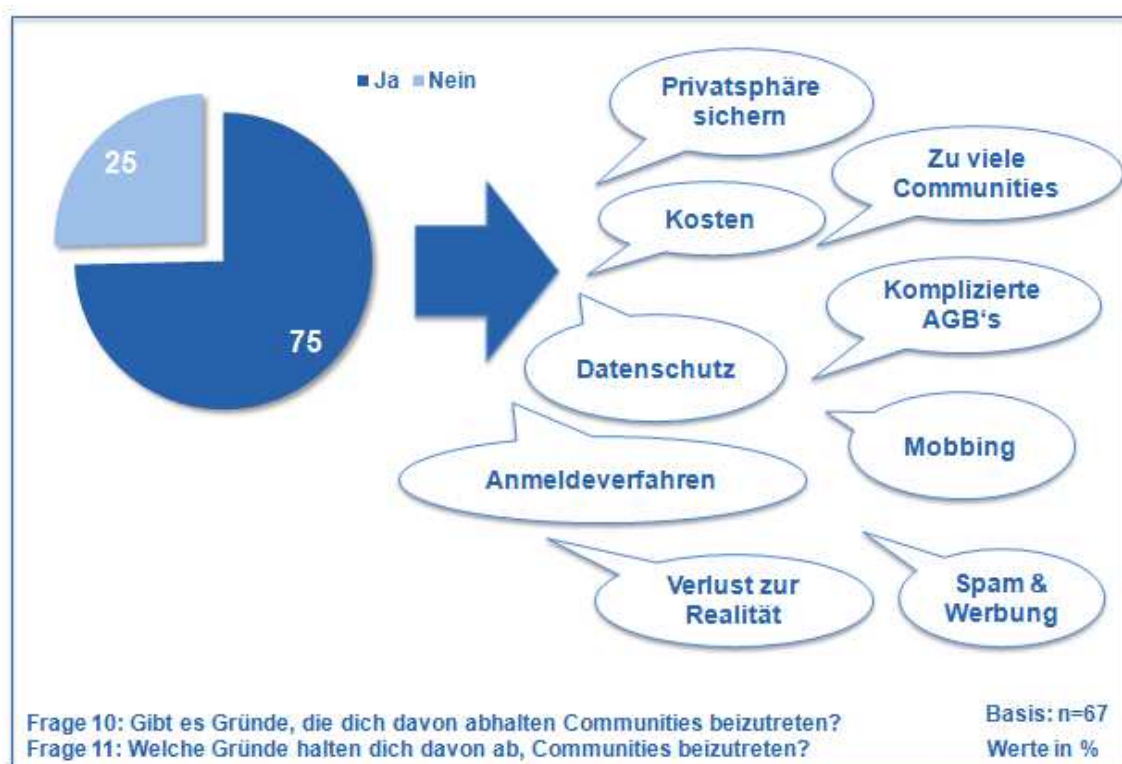 Ja Nein
25
75
Privatsphäre
sichern
Zu viele
Communities
Kosten
Komplizierte
AGB‘s
Datenschutz
Mobbing
Anmeldeverfahren
Verlust zur
Realität
Spam &
Werbung
Frage 10: Gibt es Gründe, die dich davon abhalten Communities beizutreten?
Frage 11: Welche Gründe halten dich davon ab, Communities beizutreten?
Basis: n=67
Werte in %